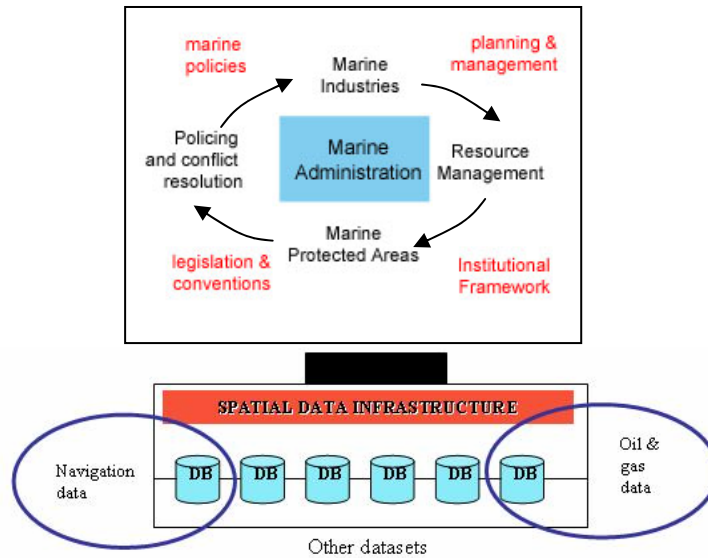 marine
policies
planning &
management
Marine
Industries
Policing
and conflict
resolution
Marine
Administration
Resource
Management
Marine
Protected Areas
legislation &
conventions
Institutional
Framework
SPATIAL DATA INFRASTRUCTURE
Navigation
data
DB
DB
DB
DB
DB
DB
Oil &
gas
data
Other datasets